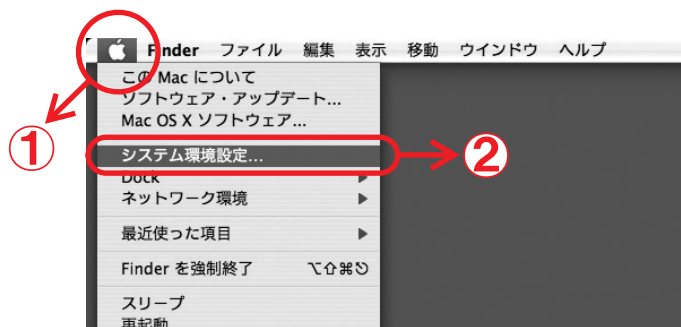 Finder ファイル 編集 表示 移動 ウインドウ ヘルプ
この Mac について
ソフトウェア・アップデート...
Mac OS X ソフトウェア...
①
システム環境設定...
②
Dock
ネットワーク環境
最近使った項目
Finder を強制終了 ⌥⇧⌘⎋
スリープ
再起動